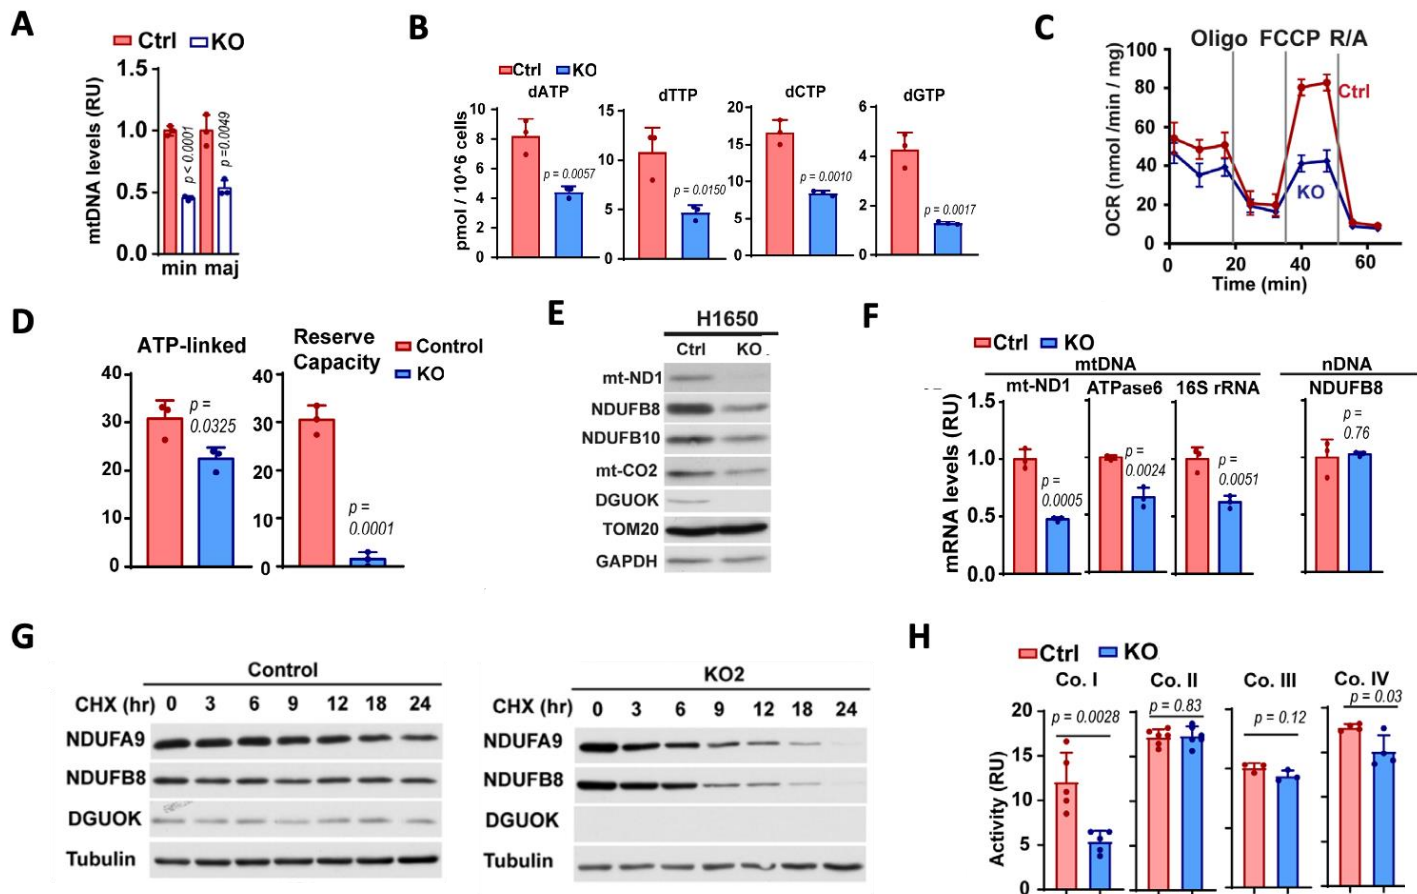 A
Ctrl KO
mtDNA levels (RU)
1.5
1.0
0.5
0.0
p < 0.0001
p =0.0049
min maj
B
Ctrl KO
pmol / 10^6 cells
dATP
10
8
6
4
2
0
p = 0.0057
dTTP
15
10
5
0
p = 0.0150
dCTP
20
15
10
5
0
p = 0.0010
dGTP
6
4
2
0
p = 0.0017
C
Oligo FCCP R/A
OCR (nmol /min / mg)
100
80
60
40
20
0
Ctrl
KO
0 20 40 60
Time (min)
D
ATP-linked
40
30
20
10
0
p =
0.0325
Reserve
Capacity
40
30
20
10
0
p =
0.0001
Control
KO
E
H1650
Ctrl KO
mt-ND1
NDUFB8
NDUFB10
mt-CO2
DGUOK
TOM20
GAPDH
F
Ctrl KO
mtDNA nDNA
mt-ND1 ATPase6 16S rRNA NDUFB8
mRNA levels (RU)
1.5
1.0
0.5
0.0
p =
0.0005
p =
0.0024
p =
0.0051
p =
0.76
G
Control
CHX (hr) 0 3 6 9 12 18 24
NDUFA9
NDUFB8
DGUOK
Tubulin
KO2
CHX (hr) 0 3 6 9 12 18 24
NDUFA9
NDUFB8
DGUOK
Tubulin
H
Ctrl KO
Co. I Co. II Co. III Co. IV
Activity (RU)
20
15
10
5
0
p = 0.0028
p = 0.83
p = 0.12
p = 0.03